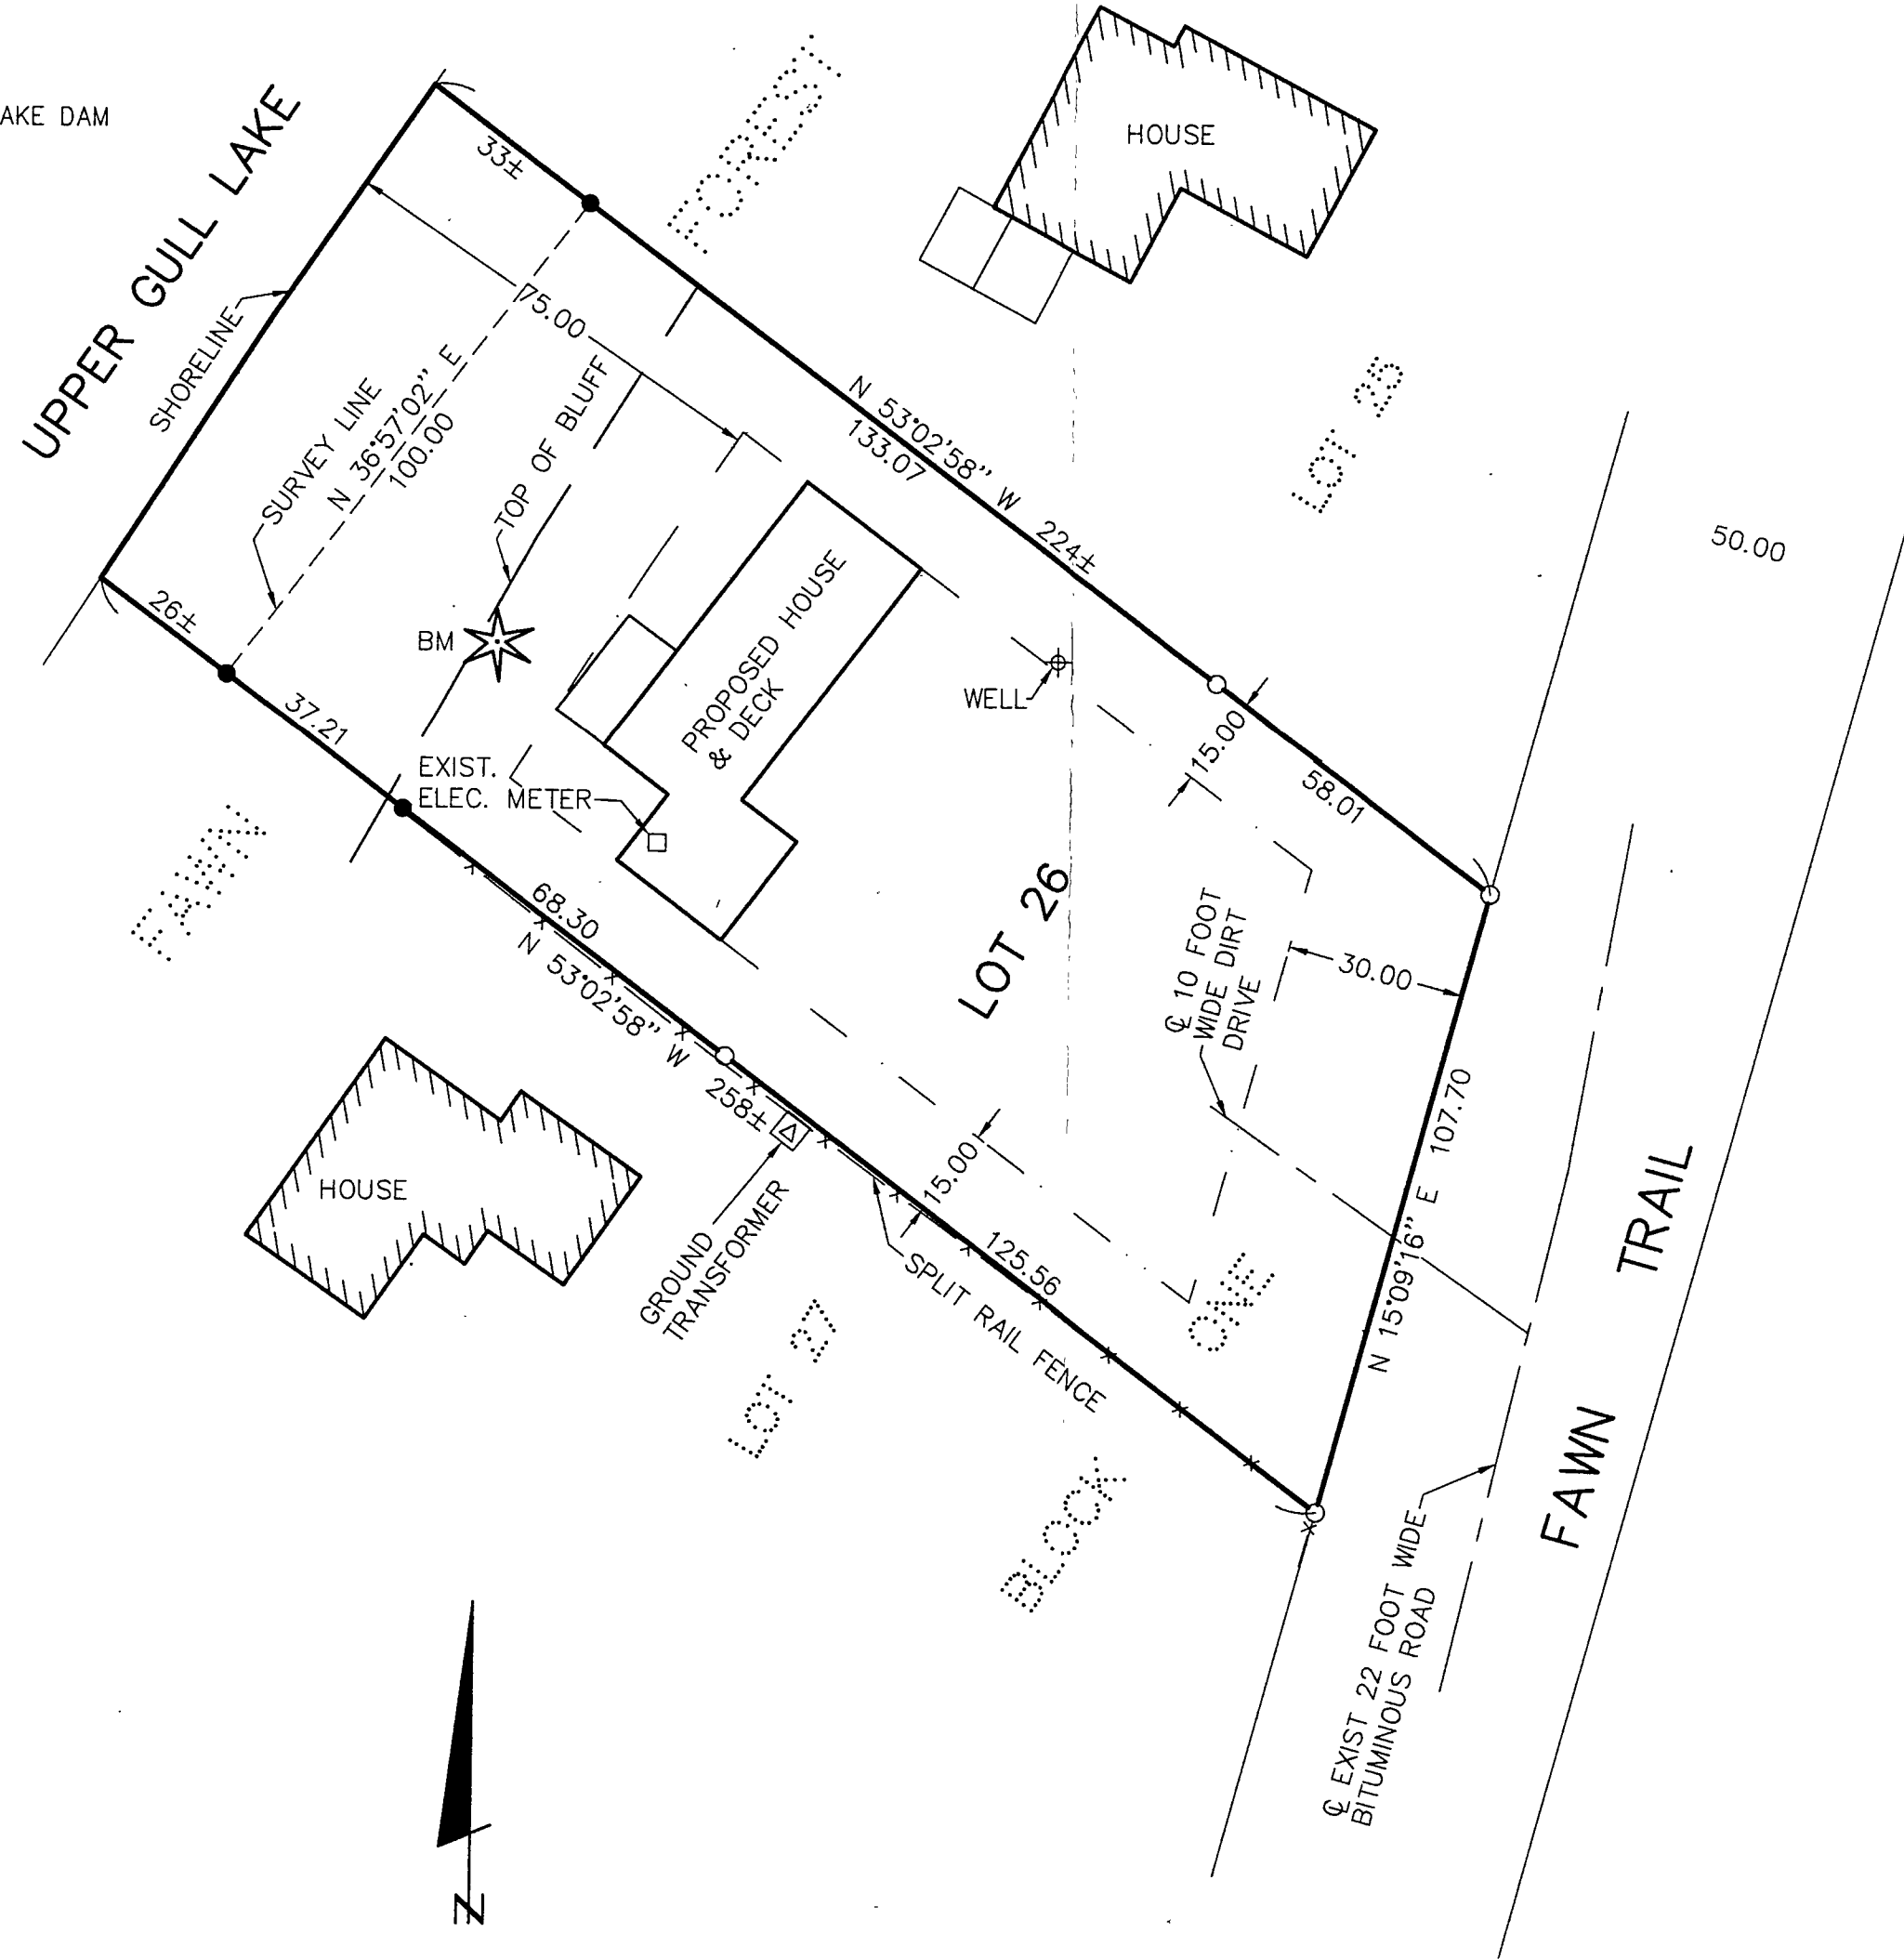 AKE DAM
UPPER GULL LAKE
SHORELINE
33±
FOREST
HOUSE
75.00
SURVEY LINE
N 36°57'02" E
100.00
TOP OF BLUFF
N 53°02'58" W 224±
133.07
LOT 25
50.00
26±
BM
37.21
PROPOSED HOUSE
& DECK
WELL
15.00
58.01
EXIST.
ELEC. METER
FAWN
68.30
N 53°02'58" W 258±
LOT 26
℄ 10 FOOT
WIDE DIRT
DRIVE
30.00
HOUSE
GROUND
TRANSFORMER
15.00
125.56
SPLIT RAIL FENCE
ONE
N 15°09'16" E 107.70
FAWN TRAIL
LOT 27
BLOCK
℄ EXIST 22 FOOT WIDE
BITUMINOUS ROAD
N